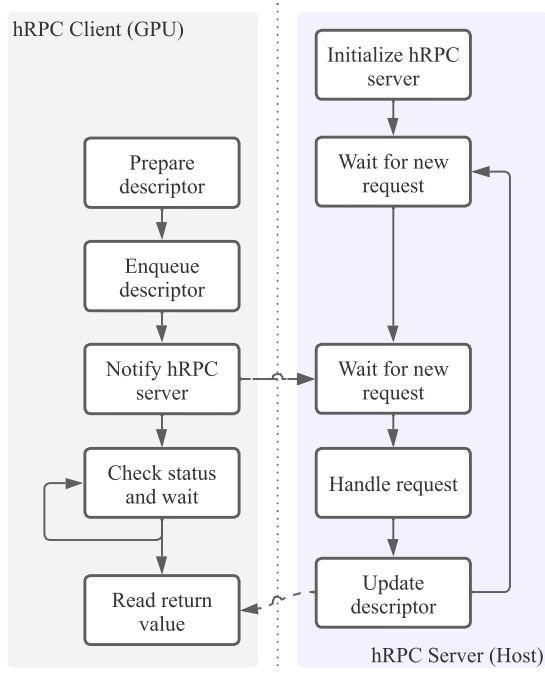 hRPC Client (GPU)
Prepare
descriptor
Enqueue
descriptor
Notify hRPC
server
Check status
and wait
Read return
value
Initialize hRPC
server
Wait for new
request
Wait for new
request
Handle request
Update
descriptor
hRPC Server (Host)